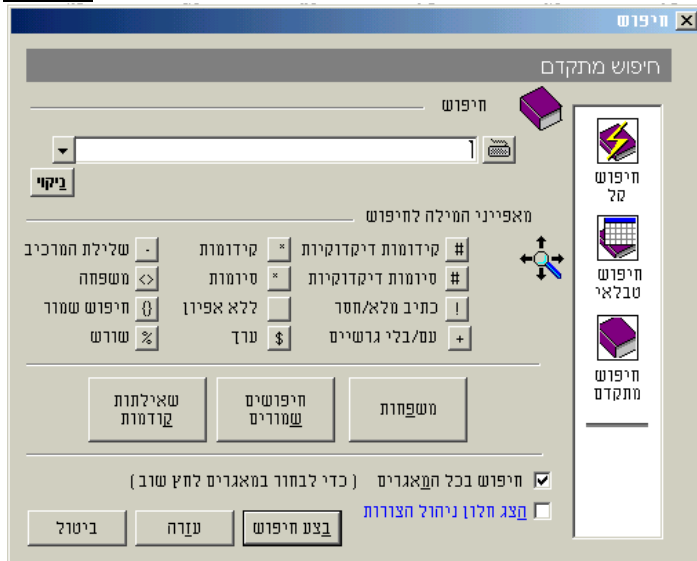 חיפוש
חיפוש מתקדם
חיפוש
ניקוי
מאפייני המילה לחיפוש
# קידומות דיקדוקיות * קידומות - שלילת המרכיב
# סיומות דיקדוקיות * סיומות <> משפחה
! כתיב מלא/חסר ללא אפיון {} חיפוש שמור
+ עם/בלי גרשיים $ ערך % שורש
משפחות
חיפושים שמורים
שאילתות קודמות
חיפוש בכל המאגרים (כדי לבחור במאגרים לחץ שוב)
הצג חלון ניהול הצורות
בצע חיפוש עזרה ביטול
חיפוש
קל
חיפוש
טבלאי
חיפוש
מתקדם